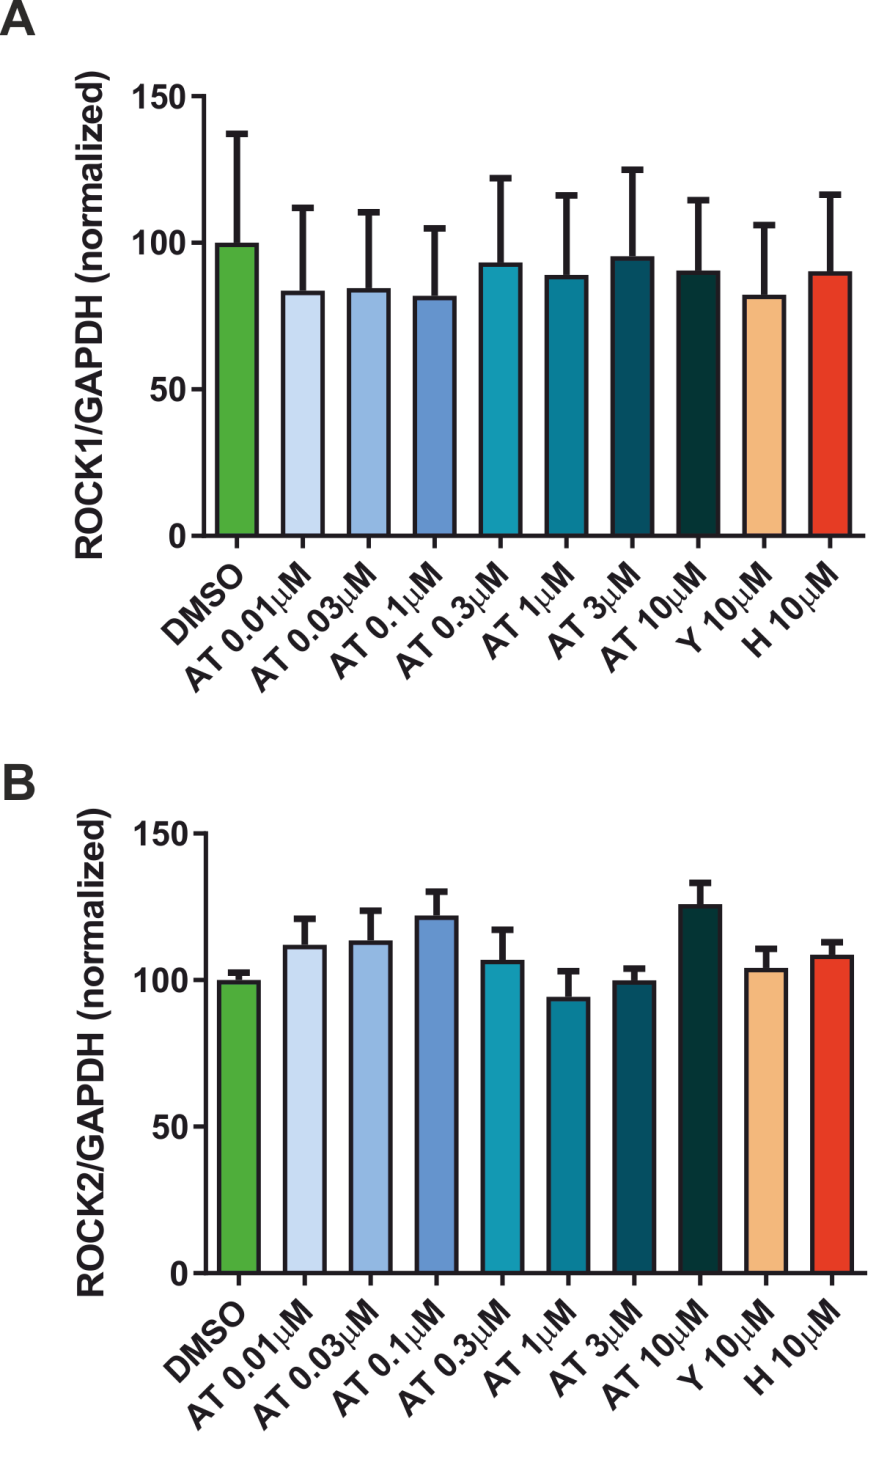 A
ROCK1/GAPDH (normalized)
150
100
50
0
DMSO
AT 0.01μM
AT 0.03μM
AT 0.1μM
AT 0.3μM
AT 1μM
AT 3μM
AT 10μM
Y 10μM
H 10μM
B
ROCK2/GAPDH (normalized)
150
100
50
0
DMSO
AT 0.01μM
AT 0.03μM
AT 0.1μM
AT 0.3μM
AT 1μM
AT 3μM
AT 10μM
Y 10μM
H 10μM